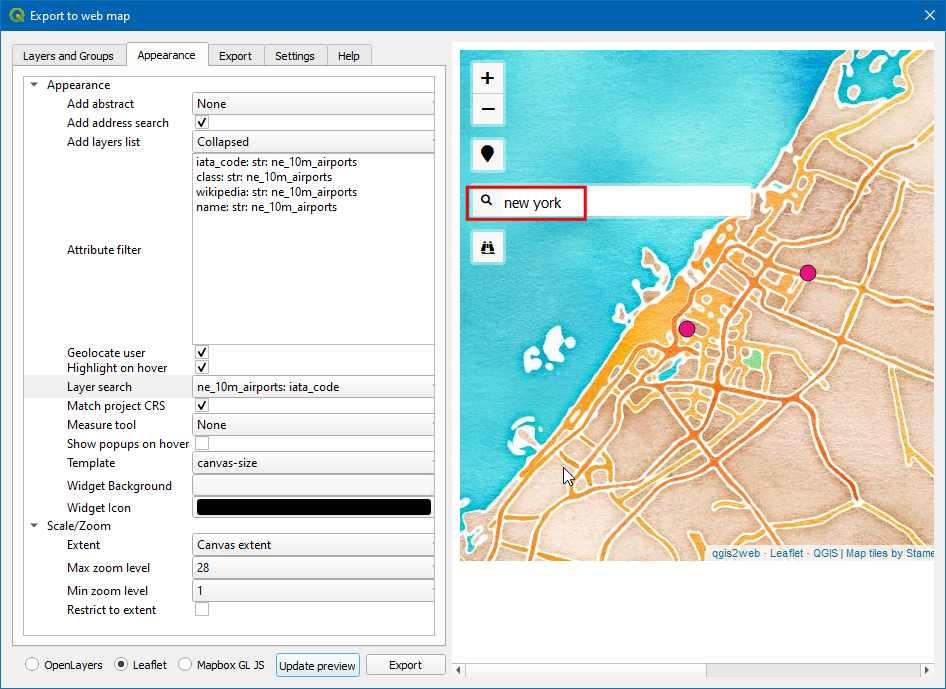 Export to web map
Layers and Groups
Appearance
Export
Settings
Help
Appearance
Add abstract
None
Add address search
Add layers list
Collapsed
Attribute filter
iata_code: str: ne_10m_airports
class: str: ne_10m_airports
wikipedia: str: ne_10m_airports
name: str: ne_10m_airports
Geolocate user
Highlight on hover
Layer search
ne_10m_airports: iata_code
Match project CRS
Measure tool
None
Show popups on hover
Template
canvas-size
Widget Background
Widget Icon
Scale/Zoom
Extent
Canvas extent
Max zoom level
28
Min zoom level
1
Restrict to extent
OpenLayers
Leaflet
Mapbox GL JS
Update preview
Export
+
−
new york
qgis2web · Leaflet · QGIS | Map tiles by Stame